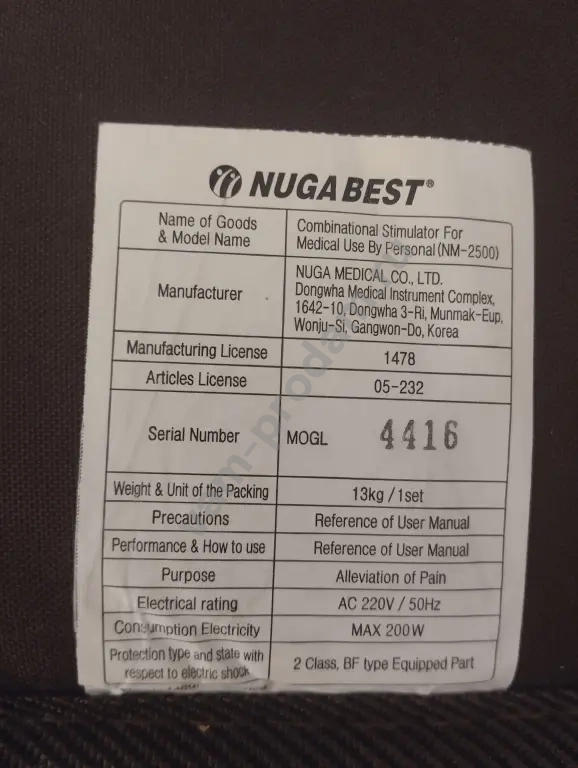 NUGA BEST®
Name of Goods
& Model Name
Combinational Stimulator For
Medical Use By Personal (NM-2500)
Manufacturer
NUGA MEDICAL CO., LTD.
Dongwha Medical Instrument Complex,
1642-10, Dongwha 3-Ri, Munmak-Eup,
Wonju-Si, Gangwon-Do, Korea
Manufacturing License
1478
Articles License
05-232
Serial Number
MOGL 4416
Weight & Unit of the Packing
13kg / 1set
Precautions
Reference of User Manual
Performance & How to use
Reference of User Manual
Purpose
Alleviation of Pain
Electrical rating
AC 220V / 50Hz
Consumption Electricity
MAX 200W
Protection type and state with
respect to electric shock
2 Class, BF type Equipped Part